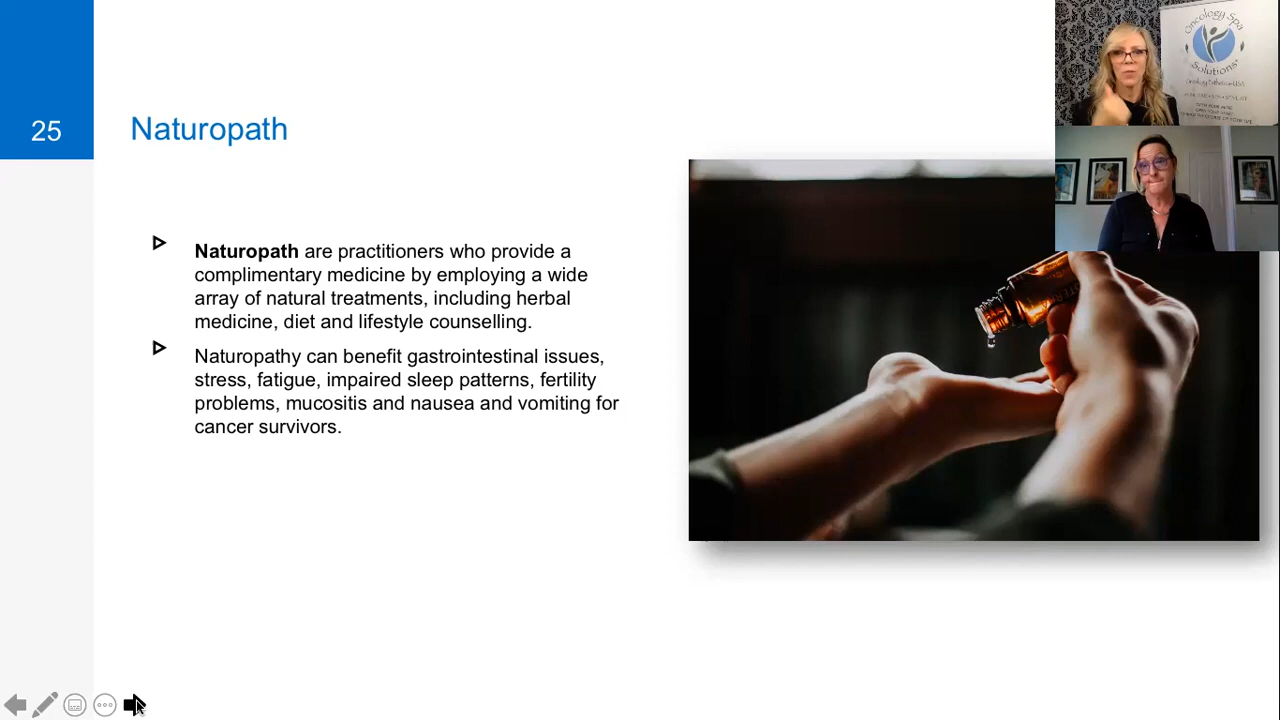 25
Naturopath
Naturopath are practitioners who provide a
complimentary medicine by employing a wide
array of natural treatments, including herbal
medicine, diet and lifestyle counselling.
Naturopathy can benefit gastrointestinal issues,
stress, fatigue, impaired sleep patterns, fertility
problems, mucositis and nausea and vomiting for
cancer survivors.
Oncology Spa
Solutions